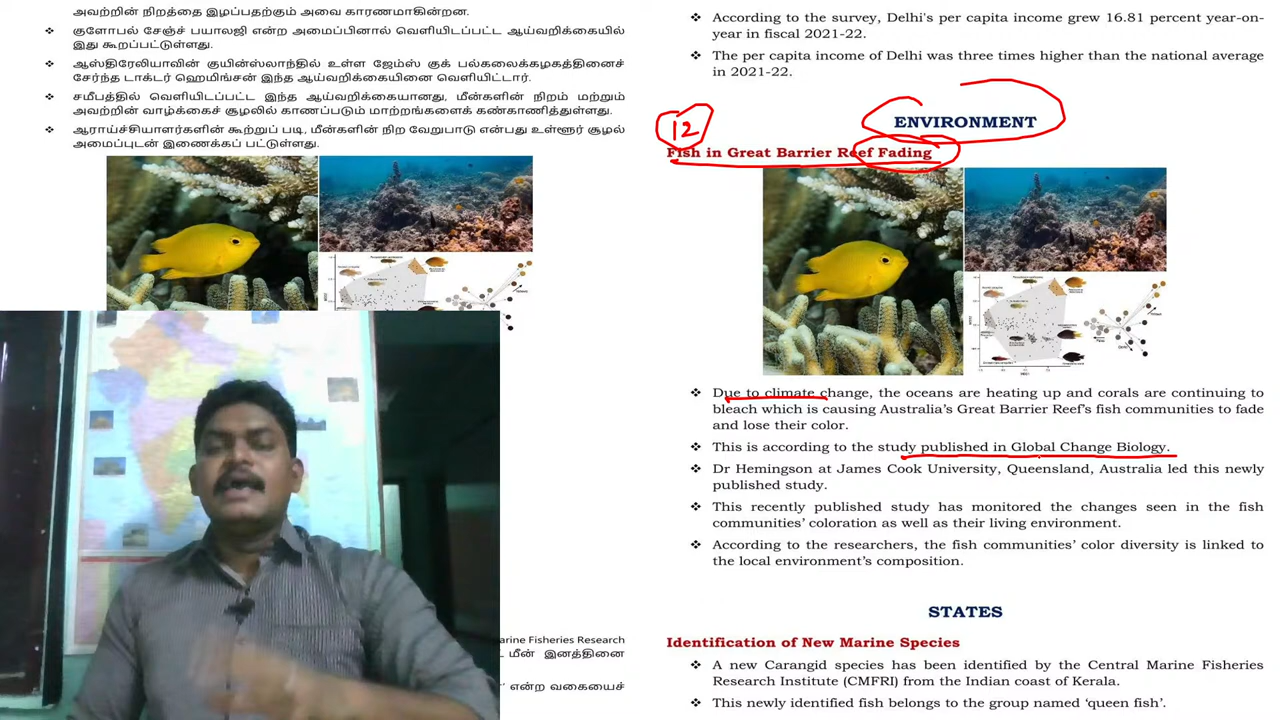 அவற்றின் நிறத்தை இழப்பதற்கும் அவை காரணமாகின்றன.
❖ குளோபல் சேஞ்ச் பயாலஜி என்ற அமைப்பினால் வெளியிடப்பட்ட ஆய்வறிக்கையில்
இது கூறப்பட்டுள்ளது.
❖ ஆஸ்திரேலியாவின் குயின்ஸ்லாந்தில் உள்ள ஜேம்ஸ் குக் பல்கலைக்கழகத்தினைச்
சேர்ந்த டாக்டர் ஹெமிங்சன் இந்த ஆய்வறிக்கையினை வெளியிட்டார்.
❖ சமீபத்தில் வெளியிடப்பட்ட இந்த ஆய்வறிக்கையானது, மீன்களின் நிறம் மற்றும்
அவற்றின் வாழ்க்கைச் சூழலில் காணப்படும் மாற்றங்களைக் கண்காணித்துள்ளது.
❖ ஆராய்ச்சியாளர்களின் கூற்றுப் படி, மீன்களின் நிற வேறுபாடு என்பது உள்ளூர் சூழல்
அமைப்புடன் இணைக்கப் பட்டுள்ளது.
arine Fisheries Research
மீன் இனத்தினை
என்ற வகையைச்
❖ According to the survey, Delhi's per capita income grew 16.81 percent year-on-
year in fiscal 2021-22.
❖ The per capita income of Delhi was three times higher than the national average
in 2021-22.
ENVIRONMENT
12
Fish in Great Barrier Reef Fading
❖ Due to climate change, the oceans are heating up and corals are continuing to
bleach which is causing Australia's Great Barrier Reef's fish communities to fade
and lose their color.
❖ This is according to the study published in Global Change Biology.
❖ Dr Hemingson at James Cook University, Queensland, Australia led this newly
published study.
❖ This recently published study has monitored the changes seen in the fish
communities' coloration as well as their living environment.
❖ According to the researchers, the fish communities' color diversity is linked to
the local environment's composition.
STATES
Identification of New Marine Species
❖ A new Carangid species has been identified by the Central Marine Fisheries
Research Institute (CMFRI) from the Indian coast of Kerala.
❖ This newly identified fish belongs to the group named 'queen fish'.